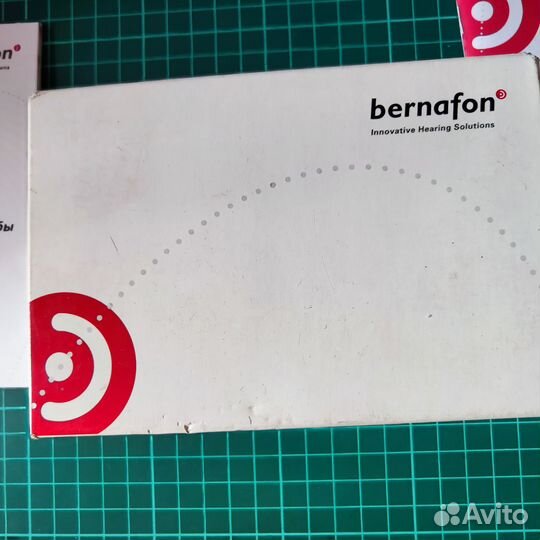 bernafon
Innovative Hearing Solutions
Avito